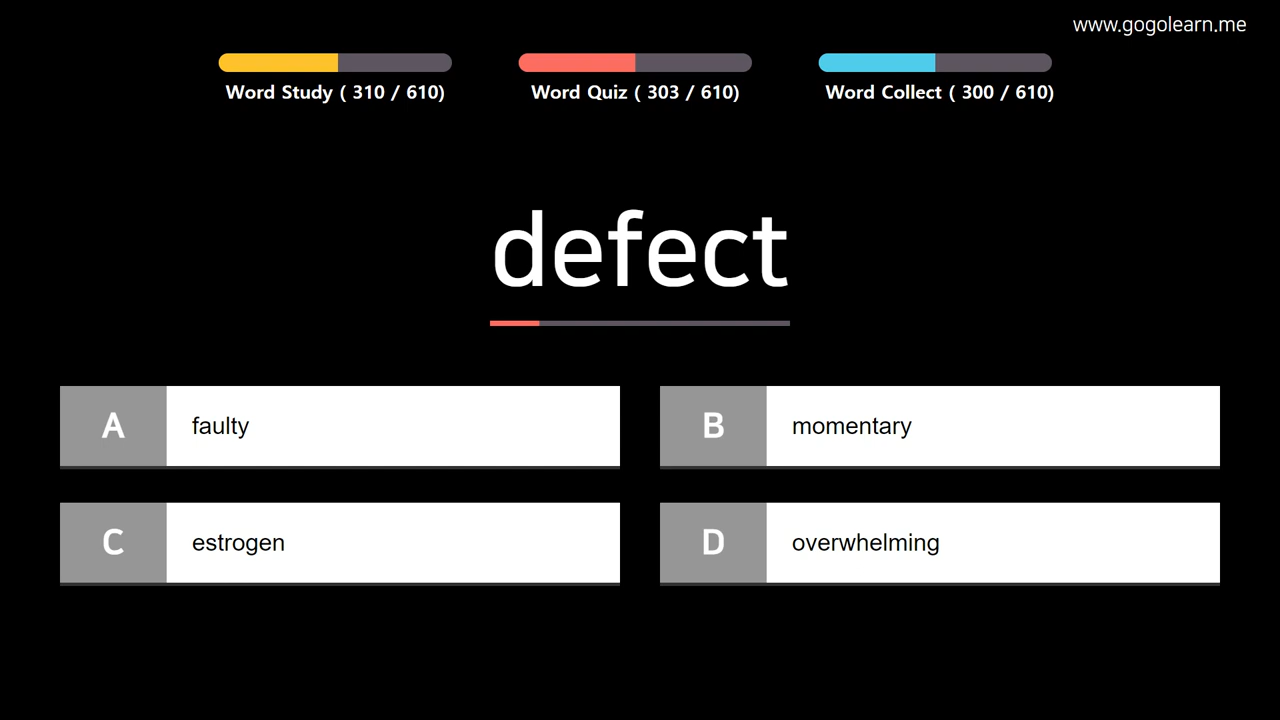 www.gogolearn.me
Word Study ( 310 / 610)
Word Quiz ( 303 / 610)
Word Collect ( 300 / 610)
defect
A faulty
B momentary
C estrogen
D overwhelming